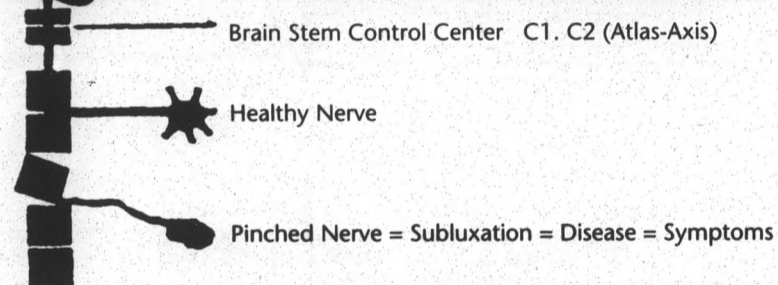 Brain Stem Control Center C1. C2 (Atlas-Axis)
Healthy Nerve
Pinched Nerve = Subluxation = Disease = Symptoms